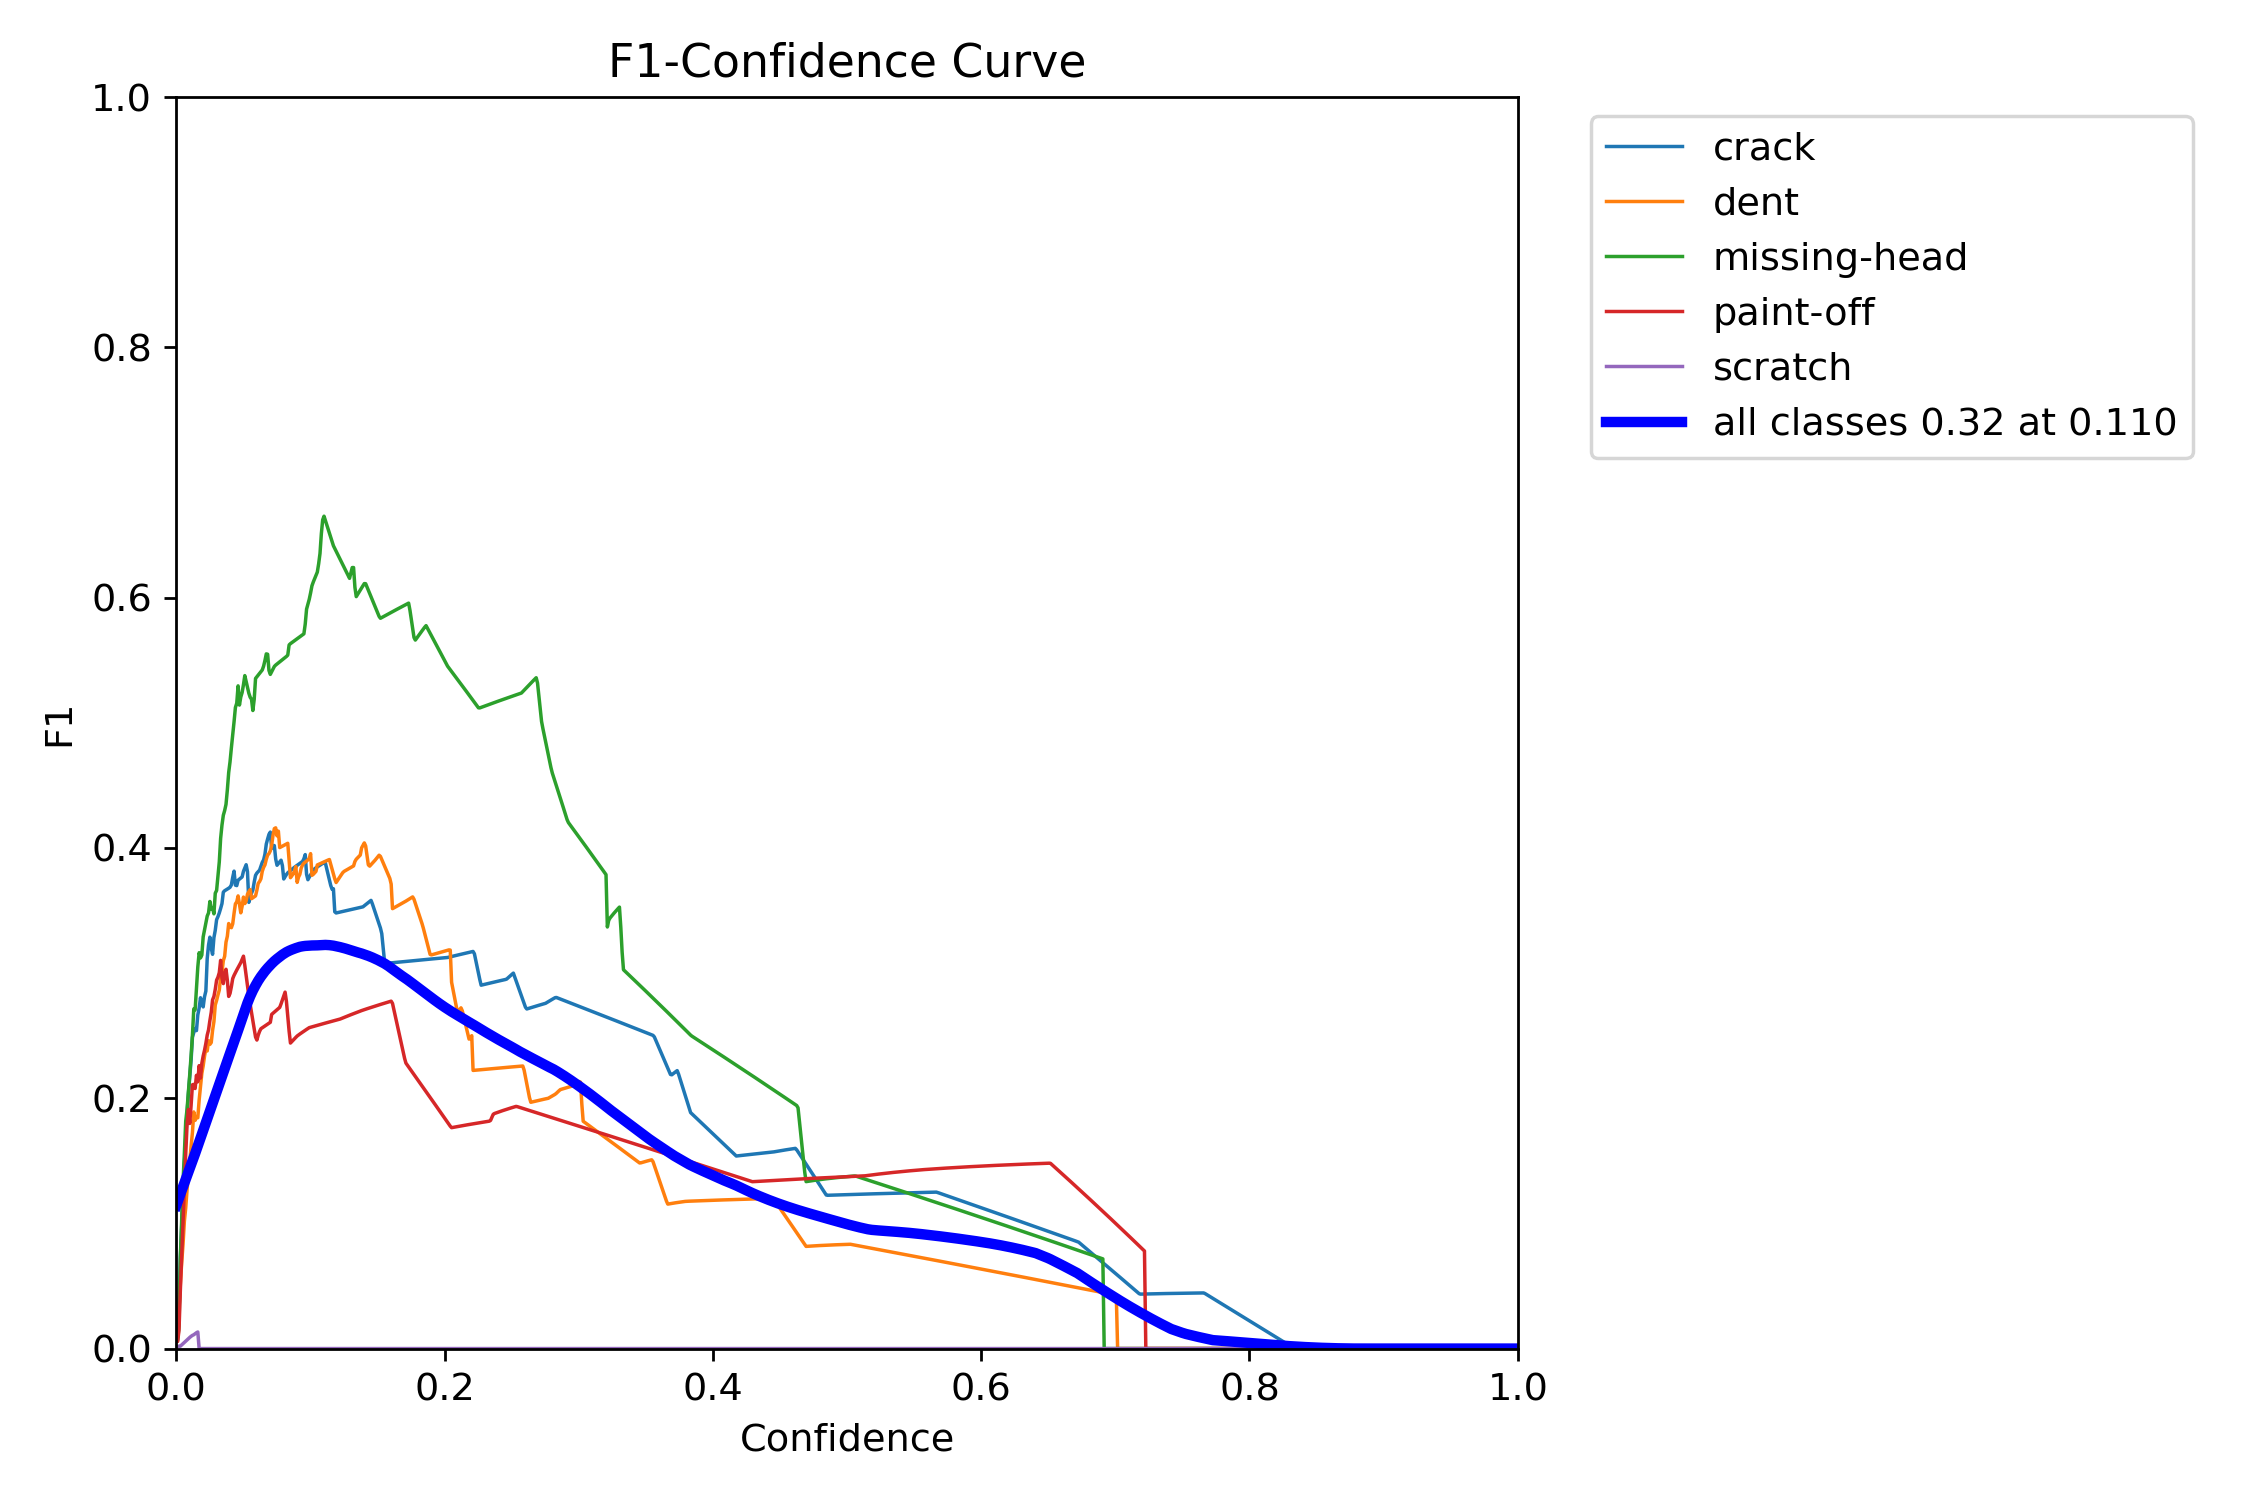 F1-Confidence Curve
1.0
0.8
0.6
0.4
0.2
0.0
F1
0.0 0.2 0.4 0.6 0.8 1.0
Confidence
crack
dent
missing-head
paint-off
scratch
all classes 0.32 at 0.110